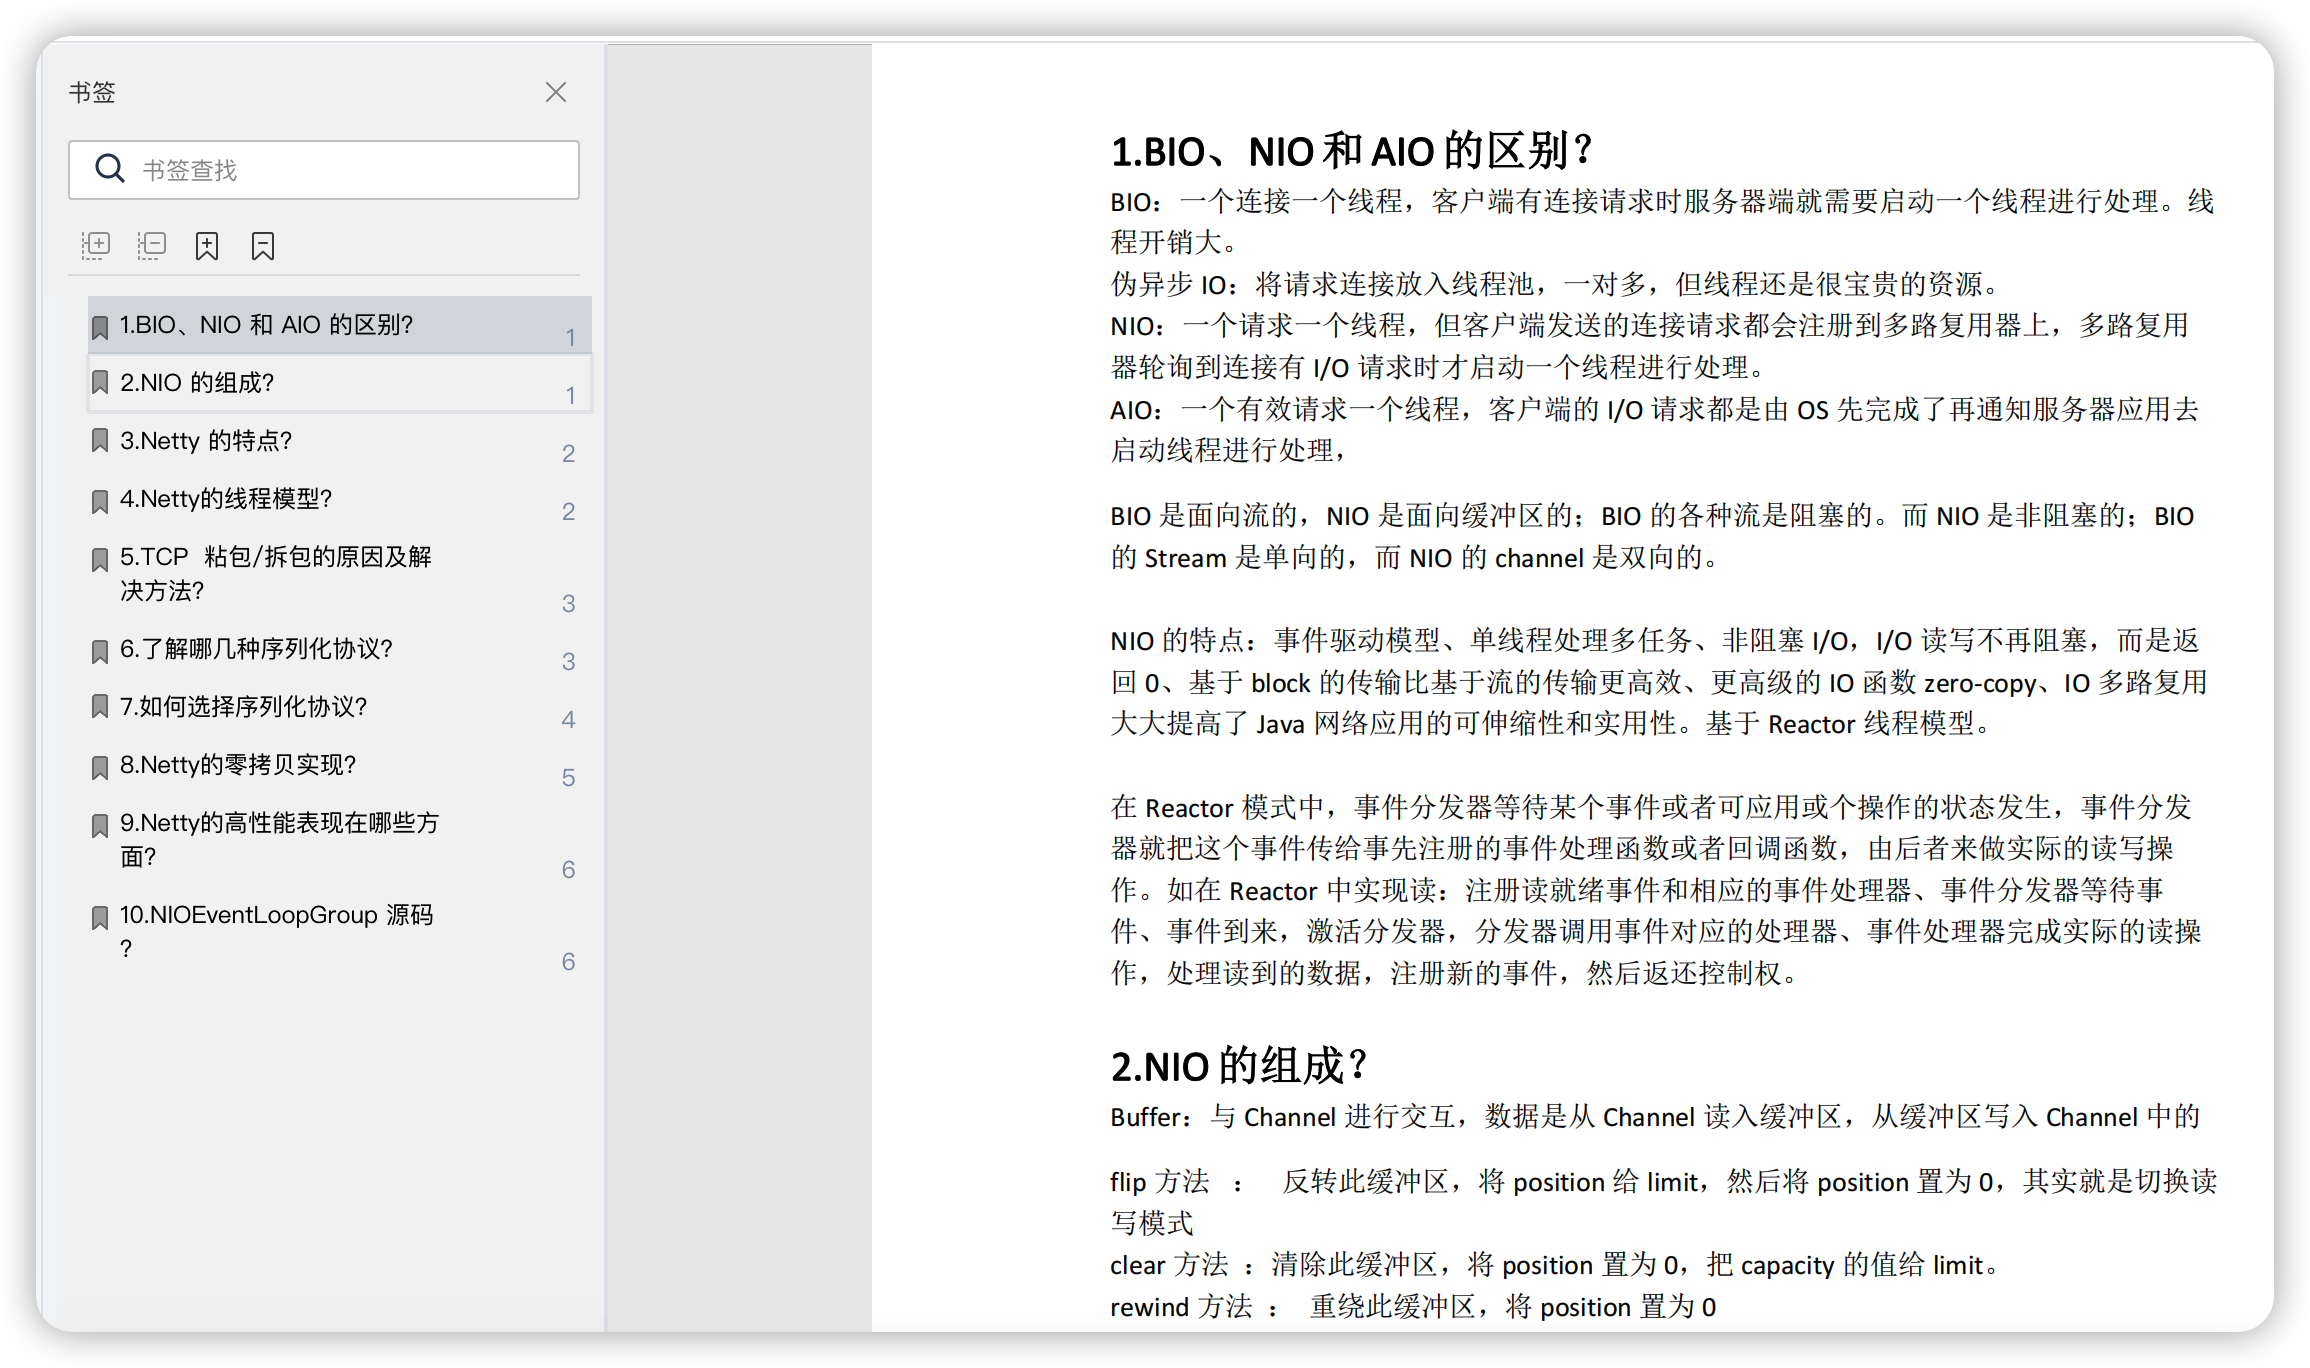 书签
书签查找
1.BIO、NIO 和 AIO 的区别?
1
2.NIO 的组成?
1
3.Netty 的特点?
2
4.Netty的线程模型?
2
5.TCP 粘包/拆包的原因及解
决方法?
3
6.了解哪几种序列化协议?
3
7.如何选择序列化协议?
4
8.Netty的零拷贝实现?
5
9.Netty的高性能表现在哪些方
面?
6
10.NIOEventLoopGroup 源码
?
6
1.BIO、NIO 和 AIO 的区别？
BIO：一个连接一个线程，客户端有连接请求时服务器端就需要启动一个线程进行处理。线
程开销大。
伪异步 IO：将请求连接放入线程池，一对多，但线程还是很宝贵的资源。
NIO：一个请求一个线程，但客户端发送的连接请求都会注册到多路复用器上，多路复用
器轮询到连接有 I/O 请求时才启动一个线程进行处理。
AIO：一个有效请求一个线程，客户端的 I/O 请求都是由 OS 先完成了再通知服务器应用去
启动线程进行处理，
BIO 是面向流的，NIO 是面向缓冲区的；BIO 的各种流是阻塞的。而 NIO 是非阻塞的；BIO
的 Stream 是单向的，而 NIO 的 channel 是双向的。
NIO 的特点：事件驱动模型、单线程处理多任务、非阻塞 I/O，I/O 读写不再阻塞，而是返
回 0、基于 block 的传输比基于流的传输更高效、更高级的 IO 函数 zero-copy、IO 多路复用
大大提高了 Java 网络应用的可伸缩性和实用性。基于 Reactor 线程模型。
在 Reactor 模式中，事件分发器等待某个事件或者可应用或个操作的状态发生，事件分发
器就把这个事件传给事先注册的事件处理函数或者回调函数，由后者来做实际的读写操
作。如在 Reactor 中实现读：注册读就绪事件和相应的事件处理器、事件分发器等待事
件、事件到来，激活分发器，分发器调用事件对应的处理器、事件处理器完成实际的读操
作，处理读到的数据，注册新的事件，然后返还控制权。
2.NIO 的组成？
Buffer：与 Channel 进行交互，数据是从 Channel 读入缓冲区，从缓冲区写入 Channel 中的
flip 方法 ： 反转此缓冲区，将 position 给 limit，然后将 position 置为 0，其实就是切换读
写模式
clear 方法 ：清除此缓冲区，将 position 置为 0，把 capacity 的值给 limit。
rewind 方法 ： 重绕此缓冲区，将 position 置为 0